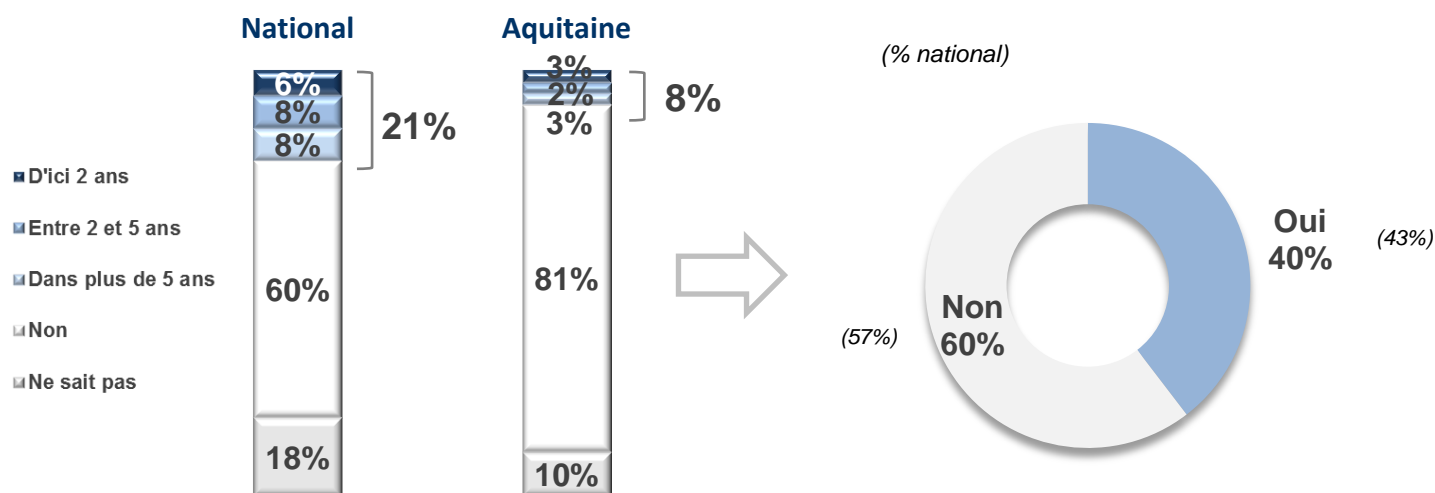 National
Aquitaine
(% national)
6%
8%
8%
21%
60%
18%
3%
2%
3%
8%
81%
10%
D'ici 2 ans
Entre 2 et 5 ans
Dans plus de 5 ans
Non
Ne sait pas
Oui
40%
(43%)
Non
60%
(57%)